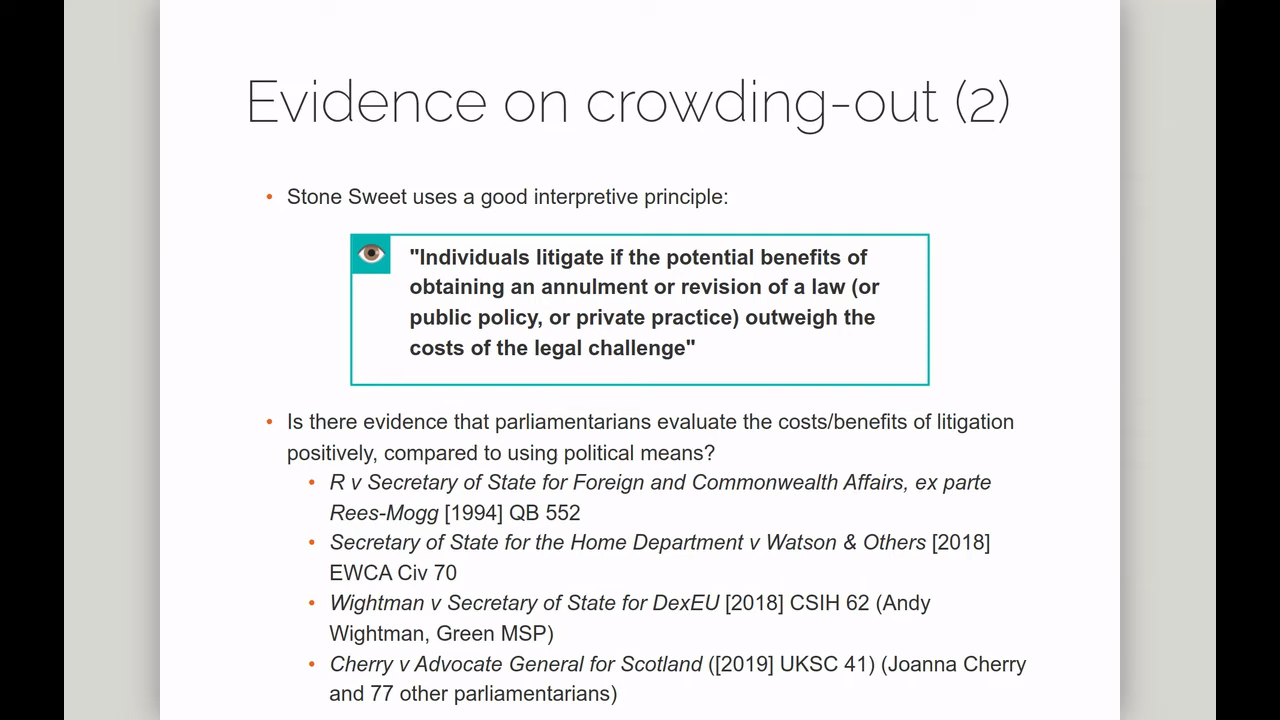 Evidence on crowding-out (2)
• Stone Sweet uses a good interpretive principle:
"Individuals litigate if the potential benefits of
obtaining an annulment or revision of a law (or
public policy, or private practice) outweigh the
costs of the legal challenge"
• Is there evidence that parliamentarians evaluate the costs/benefits of litigation
positively, compared to using political means?
• R v Secretary of State for Foreign and Commonwealth Affairs, ex parte
Rees-Mogg [1994] QB 552
• Secretary of State for the Home Department v Watson & Others [2018]
EWCA Civ 70
• Wightman v Secretary of State for DexEU [2018] CSIH 62 (Andy
Wightman, Green MSP)
• Cherry v Advocate General for Scotland ([2019] UKSC 41) (Joanna Cherry
and 77 other parliamentarians)